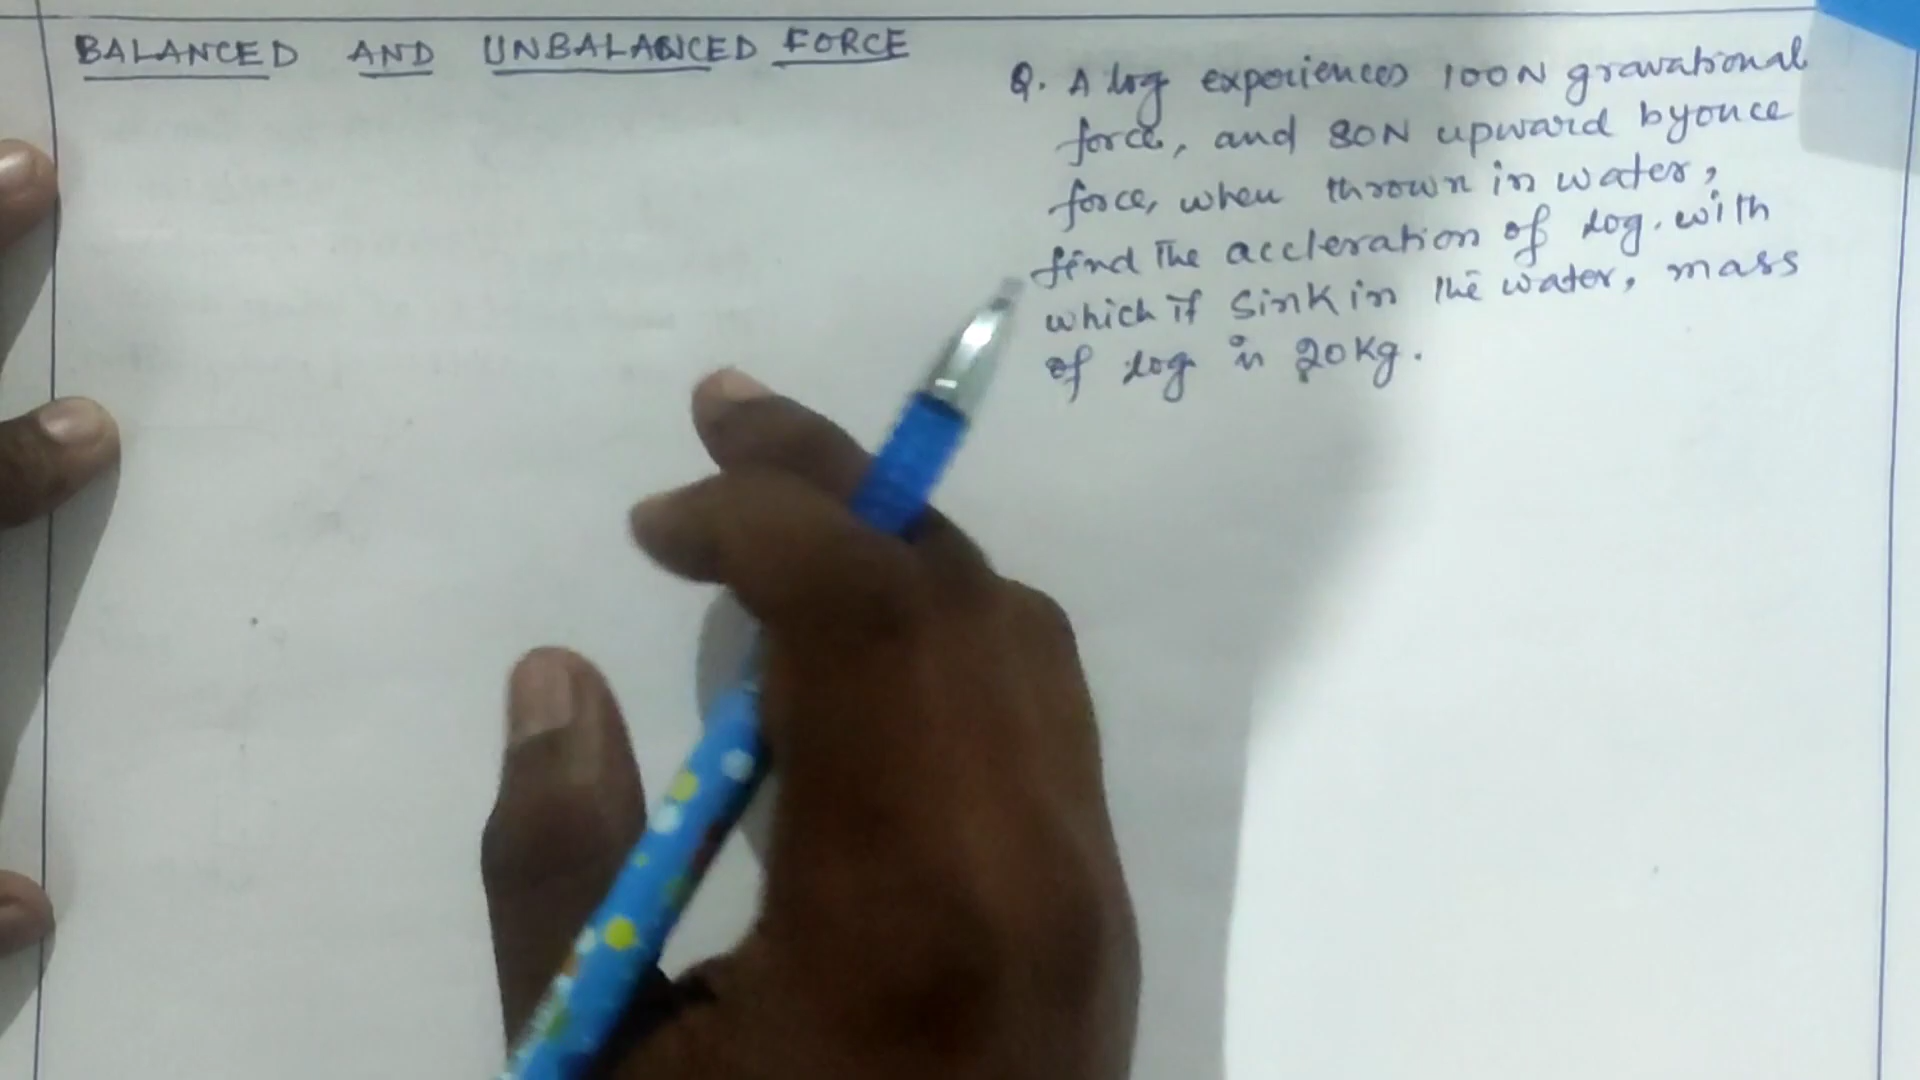 BALANCED AND UNBALANCED FORCE
Q. A log experiences 100N gravational
force, and 80N upward byouce
force, when thrown in water,
find the accleration of log. with
which it sink in the water, mass
of log is 20Kg.